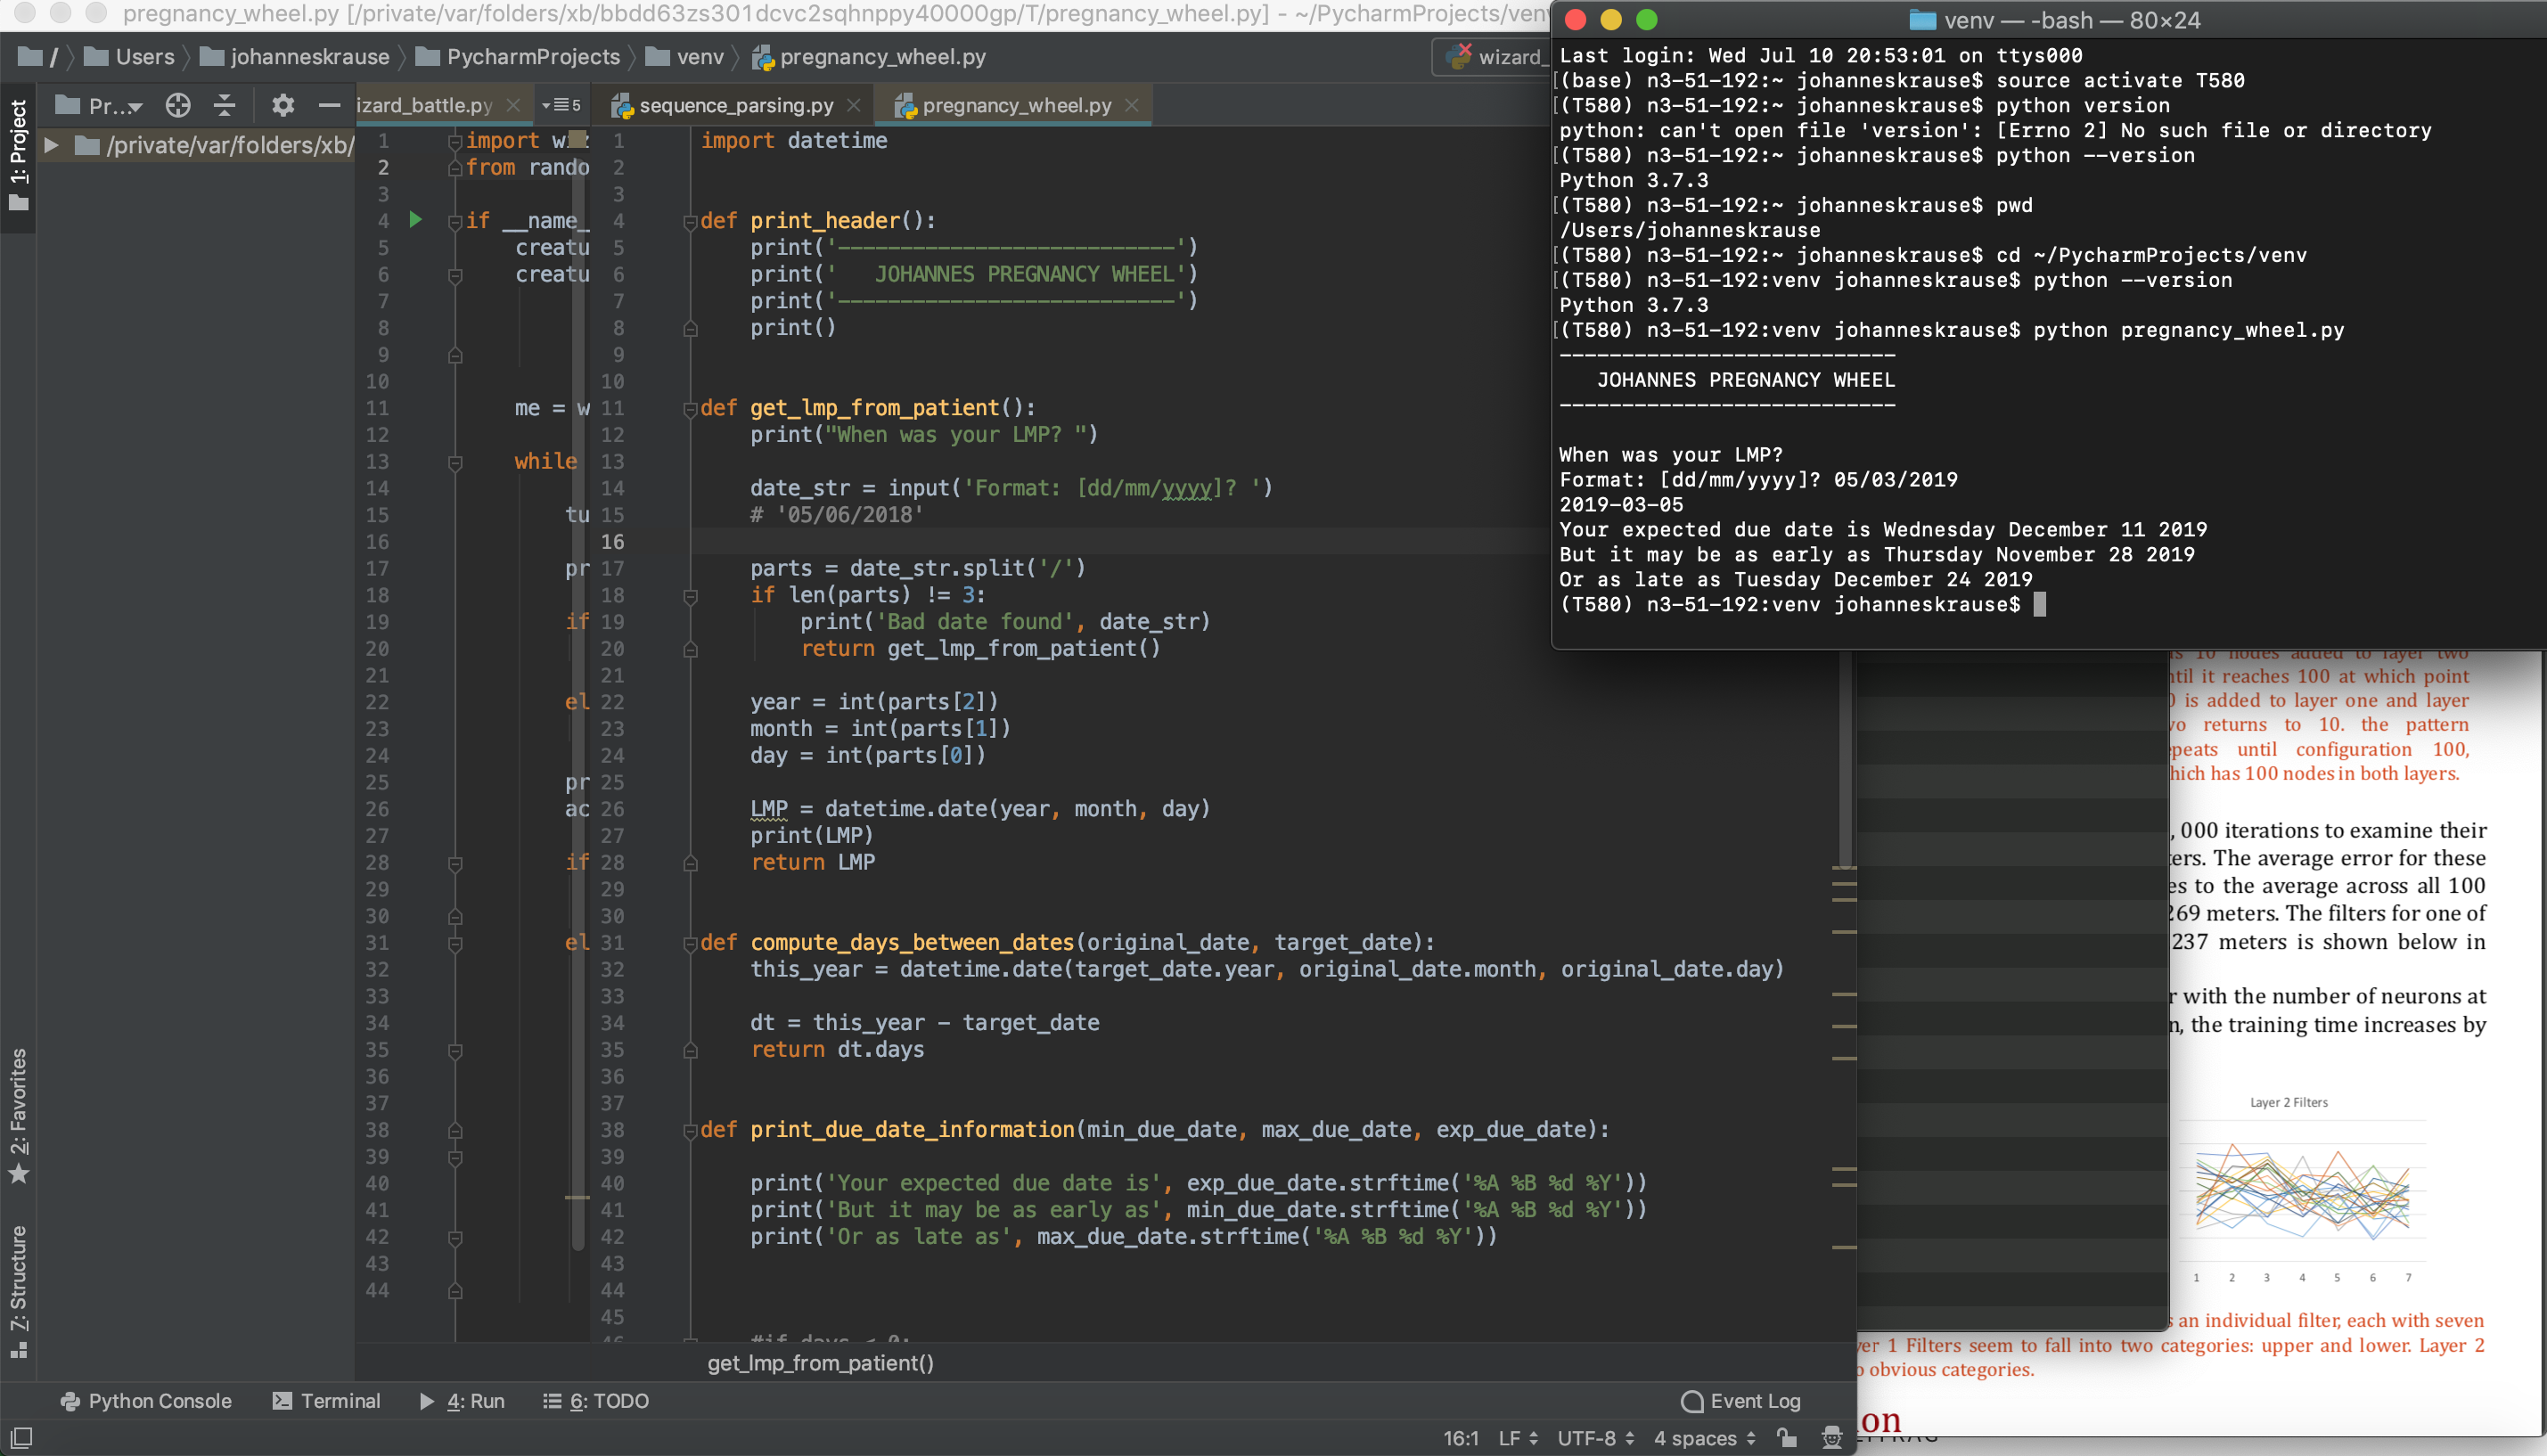 pregnancy_wheel.py [/private/var/folders/xb/bbdd63zs301dcvc2sqhnppy40000gp/T/pregnancy_wheel.py] - ~/PycharmProjects/venv
/ Users johanneskrause PycharmProjects venv pregnancy_wheel.py wizard_
1: Project
Pr...
/private/var/folders/xb/
2: Favorites
7: Structure
izard_battle.py 5
1 import wiz
2 from rando
3
4 if __name_
5 creatu
6 creatu
7
8
9
10
11 me = w
12
13 while
14
15 tu
16
17 pr
18
19 if
20
21
22 el
23
24
25 pr
26 ac
27
28 if
29
30
31 el
32
33
34
35
36
37
38
39
40
41
42
43
44
sequence_parsing.py pregnancy_wheel.py
1 import datetime
2
3
4 def print_header():
5 print('---------------------------')
6 print('   JOHANNES PREGNANCY WHEEL')
7 print('---------------------------')
8 print()
9
10
11 def get_lmp_from_patient():
12 print("When was your LMP? ")
13
14 date_str = input('Format: [dd/mm/yyyy]? ')
15 # '05/06/2018'
16
17 parts = date_str.split('/')
18 if len(parts) != 3:
19 print('Bad date found', date_str)
20 return get_lmp_from_patient()
21
22 year = int(parts[2])
23 month = int(parts[1])
24 day = int(parts[0])
25
26 LMP = datetime.date(year, month, day)
27 print(LMP)
28 return LMP
29
30
31 def compute_days_between_dates(original_date, target_date):
32 this_year = datetime.date(target_date.year, original_date.month, original_date.day)
33
34 dt = this_year - target_date
35 return dt.days
36
37
38 def print_due_date_information(min_due_date, max_due_date, exp_due_date):
39
40 print('Your expected due date is', exp_due_date.strftime('%A %B %d %Y'))
41 print('But it may be as early as', min_due_date.strftime('%A %B %d %Y'))
42 print('Or as late as', max_due_date.strftime('%A %B %d %Y'))
43
44
45
46 #if days < 0:
get_lmp_from_patient()
Python Console Terminal 4: Run 6: TODO Event Log
16:1 LF UTF-8 4 spaces
venv — -bash — 80×24
Last login: Wed Jul 10 20:53:01 on ttys000
[(base) n3-51-192:~ johanneskrause$ source activate T580
[(T580) n3-51-192:~ johanneskrause$ python version
python: can't open file 'version': [Errno 2] No such file or directory
[(T580) n3-51-192:~ johanneskrause$ python --version
Python 3.7.3
[(T580) n3-51-192:~ johanneskrause$ pwd
/Users/johanneskrause
[(T580) n3-51-192:~ johanneskrause$ cd ~/PycharmProjects/venv
[(T580) n3-51-192:venv johanneskrause$ python --version
Python 3.7.3
[(T580) n3-51-192:venv johanneskrause$ python pregnancy_wheel.py
---------------------------
   JOHANNES PREGNANCY WHEEL
---------------------------
When was your LMP?
Format: [dd/mm/yyyy]? 05/03/2019
2019-03-05
Your expected due date is Wednesday December 11 2019
But it may be as early as Thursday November 28 2019
Or as late as Tuesday December 24 2019
(T580) n3-51-192:venv johanneskrause$
s 10 nodes added to layer two
ntil it reaches 100 at which point
0 is added to layer one and layer
wo returns to 10. the pattern
epeats until configuration 100,
hich has 100 nodes in both layers.
, 000 iterations to examine their
ters. The average error for these
es to the average across all 100
269 meters. The filters for one of
237 meters is shown below in
r with the number of neurons at
n, the training time increases by
Layer 2 Filters
1 2 3 4 5 6 7
s an individual filter, each with seven
yer 1 Filters seem to fall into two categories: upper and lower. Layer 2
o obvious categories.
on